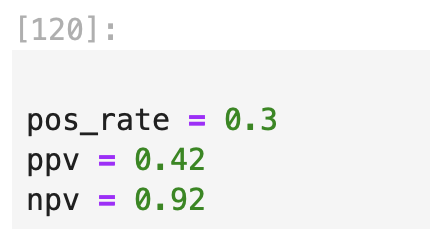 [120]:
pos_rate = 0.3
ppv = 0.42
npv = 0.92